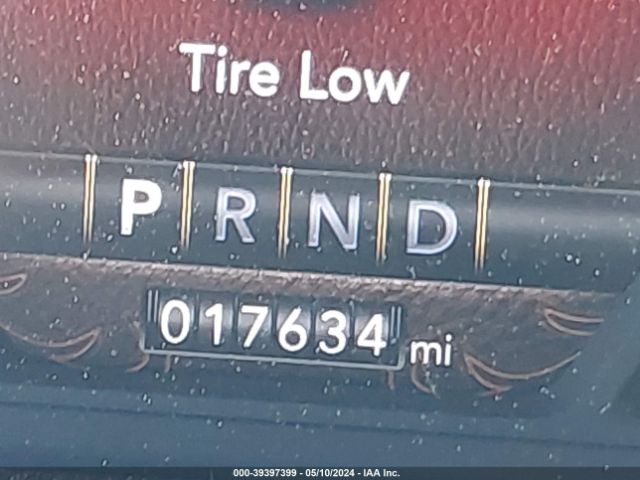 Tire Low
P R N D
017634 mi
000-39397399 - 05/10/2024 - IAA Inc.